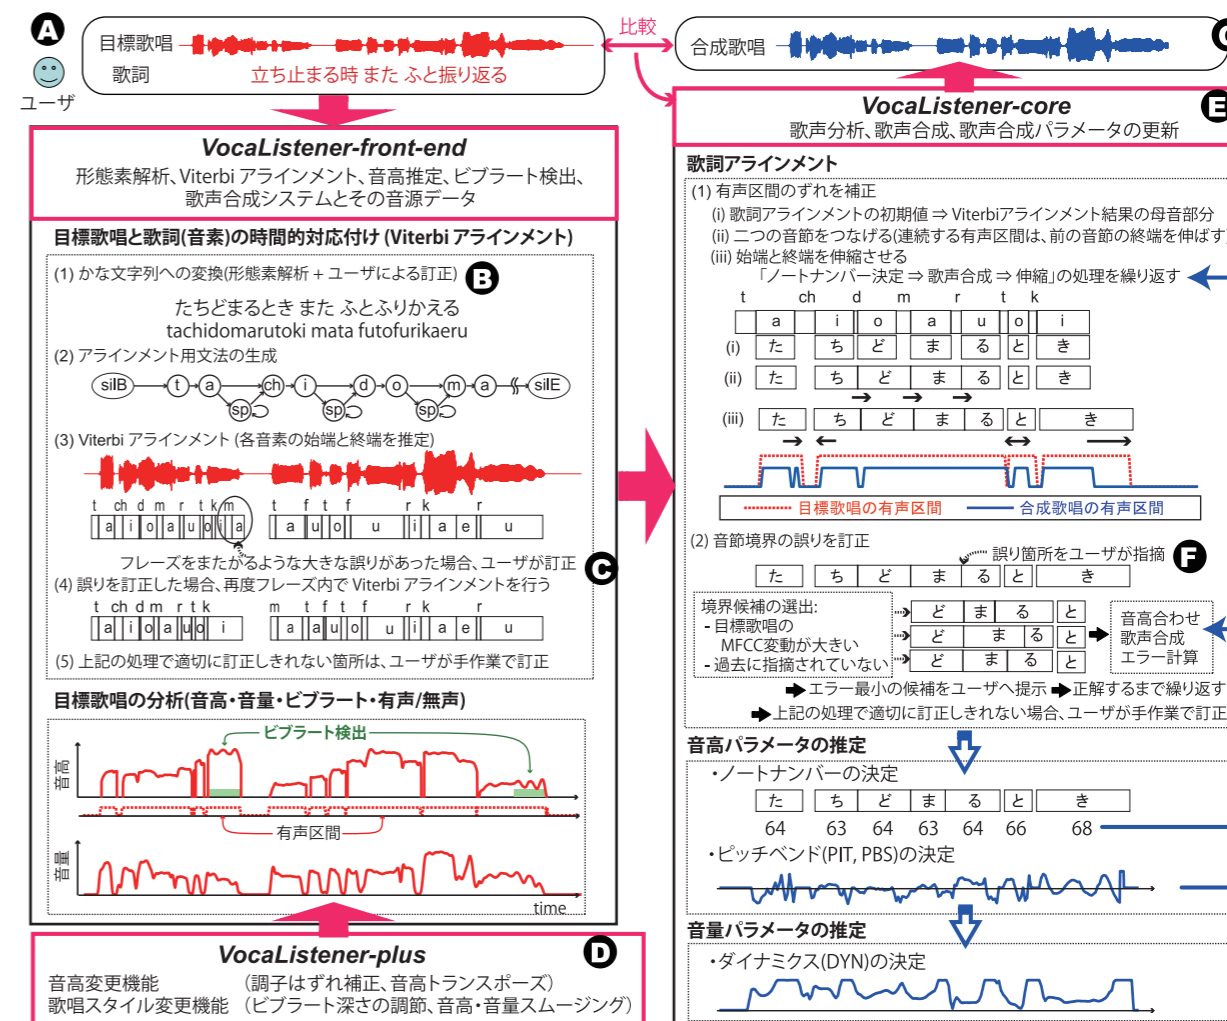 A
目標歌唱
歌詞 立ち止まる時 また ふと振り返る
ユーザ
比較
合成歌唱
VocaListener-front-end
形態素解析、Viterbi アラインメント、音高推定、ビブラート検出、
歌声合成システムとその音源データ
目標歌唱と歌詞(音素)の時間的対応付け (Viterbi アラインメント)
(1) かな文字列への変換(形態素解析 + ユーザによる訂正)
B
たちどまるとき また ふとふりかえる
tachidomarutoki mata futofurikaeru
(2) アラインメント用文法の生成
silB t a ch i d o m a silE
sp sp sp
(3) Viterbi アラインメント (各音素の始端と終端を推定)
t ch d m r t k m t f t f r k r
a i o a u o i a a u o u i a e u
フレーズをまたがるような大きな誤りがあった場合、ユーザが訂正
C
(4) 誤りを訂正した場合、再度フレーズ内で Viterbi アラインメントを行う
t ch d m r t k m t f t f r k r
a i o a u o i a a u o u i a e u
(5) 上記の処理で適切に訂正しきれない箇所は、ユーザが手作業で訂正
目標歌唱の分析(音高・音量・ビブラート・有声/無声)
ビブラート検出
音高
有声区間
音量
time
VocaListener-plus
D
音高変更機能 (調子はずれ補正、音高トランスポーズ)
歌唱スタイル変更機能 (ビブラート深さの調節、音高・音量スムージング)
VocaListener-core
E
歌声分析、歌声合成、歌声合成パラメータの更新
歌詞アラインメント
(1) 有声区間のずれを補正
(i) 歌詞アラインメントの初期値 ⇒ Viterbiアラインメント結果の母音部分
(ii) 二つの音節をつなげる(連続する有声区間は、前の音節の終端を伸ばす)
(iii) 始端と終端を伸縮させる
「ノートナンバー決定 ⇒ 歌声合成 ⇒ 伸縮」の処理を繰り返す
t ch d m r t k
a i o a u o i
(i) た ち ど ま る と き
(ii) た ち ど ま る と き
(iii) た ち ど ま る と き
目標歌唱の有声区間 合成歌唱の有声区間
(2) 音節境界の誤りを訂正
誤り箇所をユーザが指摘
F
た ち ど ま る と き
境界候補の選出:
- 目標歌唱の
MFCC変動が大きい
- 過去に指摘されていない
ど ま る と
ど ま る と
ど ま る と
音高合わせ
歌声合成
エラー計算
エラー最小の候補をユーザへ提示 正解するまで繰り返す
上記の処理で適切に訂正しきれない場合、ユーザが手作業で訂正
音高パラメータの推定
・ノートナンバーの決定
た ち ど ま る と き
64 63 64 63 64 66 68
・ピッチベンド(PIT, PBS)の決定
音量パラメータの推定
・ダイナミクス(DYN)の決定